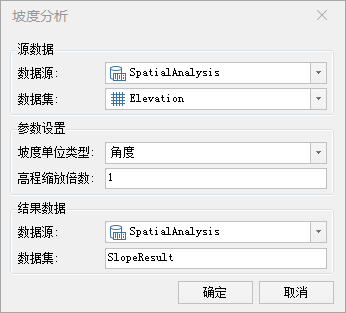 坡度分析
源数据
数据源: SpatialAnalysis
数据集: Elevation
参数设置
坡度单位类型: 角度
高程缩放倍数: 1
结果数据
数据源: SpatialAnalysis
数据集: SlopeResult
确定 取消